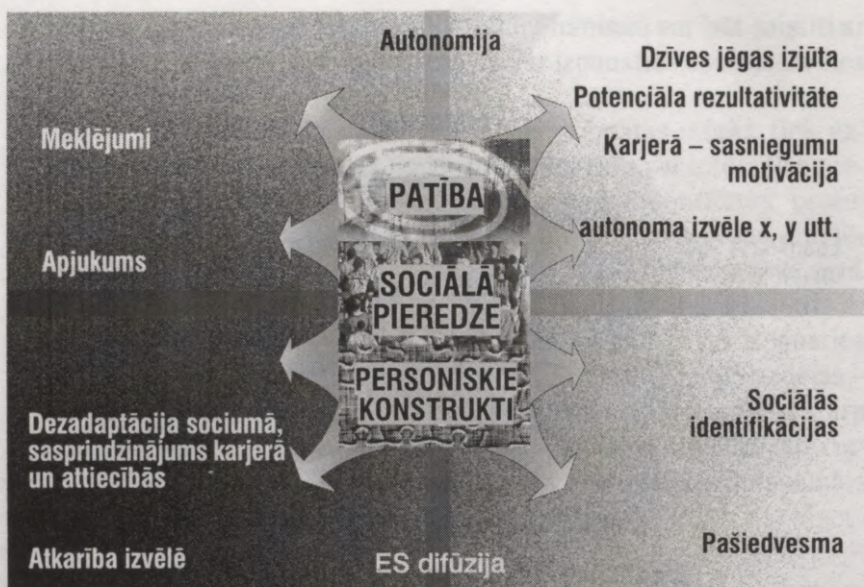 Autonomija
Dzīves jēgas izjūta
Potenciāla rezultativitāte
Karjerā – sasniegumu
motivācija
autonoma izvēle x, y utt.
Meklējumi
Apjukums
PATĪBA
SOCIĀLĀ
PIEREDZE
PERSONISKIE
KONSTRUKTI
Dezadaptācija sociumā,
sasprindzinājums karjerā
un attiecībās
Atkarība izvēlē
ES difūzija
Sociālās
identifikācijas
Pašiedvesma